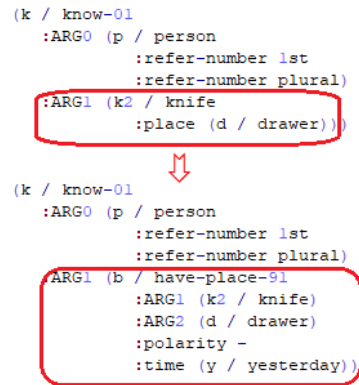 (k / know-01
:ARG0 (p / person
:refer-number 1st
:refer-number plural)
:ARG1 (k2 / knife
:place (d / drawer)))
(k / know-01
:ARG0 (p / person
:refer-number 1st
:refer-number plural)
:ARG1 (b / have-place-91
:ARG1 (k2 / knife)
:ARG2 (d / drawer)
:polarity -
:time (y / yesterday))